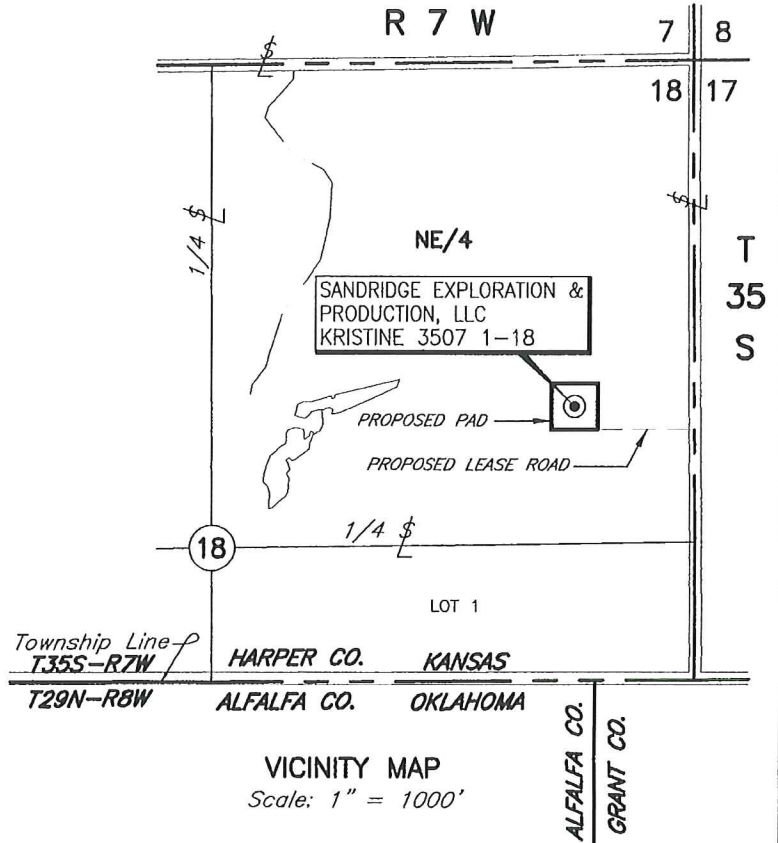 R 7 W
7 8
18 17
1/4
NE/4
T
35
S
SANDRIDGE EXPLORATION &
PRODUCTION, LLC
KRISTINE 3507 1-18
PROPOSED PAD
PROPOSED LEASE ROAD
1/4
18
LOT 1
Township Line
T35S-R7W
HARPER CO. KANSAS
T29N-R8W
ALFALFA CO. OKLAHOMA
ALFALFA CO.
GRANT CO.
VICINITY MAP
Scale: 1" = 1000'